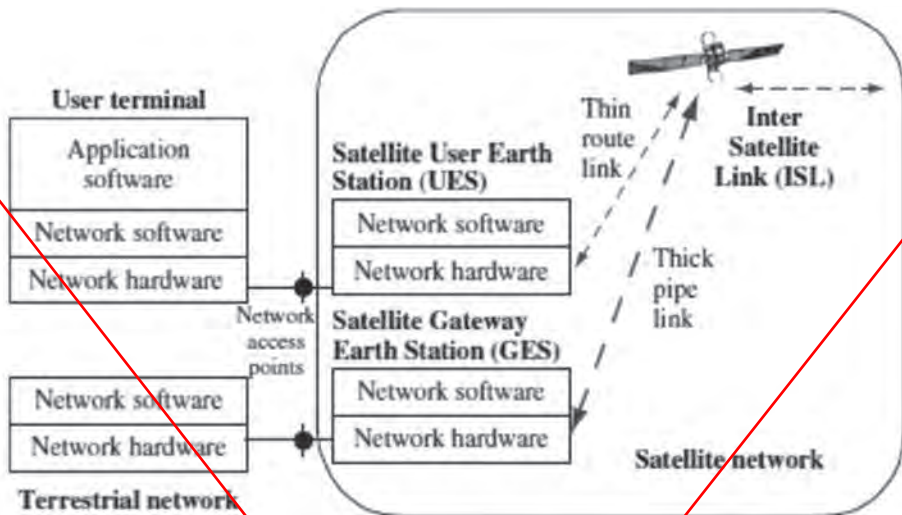 User terminal
Application
software
Network software
Network hardware
Network
access
points
Network software
Network hardware
Terrestrial network
Satellite User Earth
Station (UES)
Network software
Network hardware
Satellite Gateway
Earth Station (GES)
Network software
Network hardware
Thin
route
link
Thick
pipe
link
Inter
Satellite
Link (ISL)
Satellite network